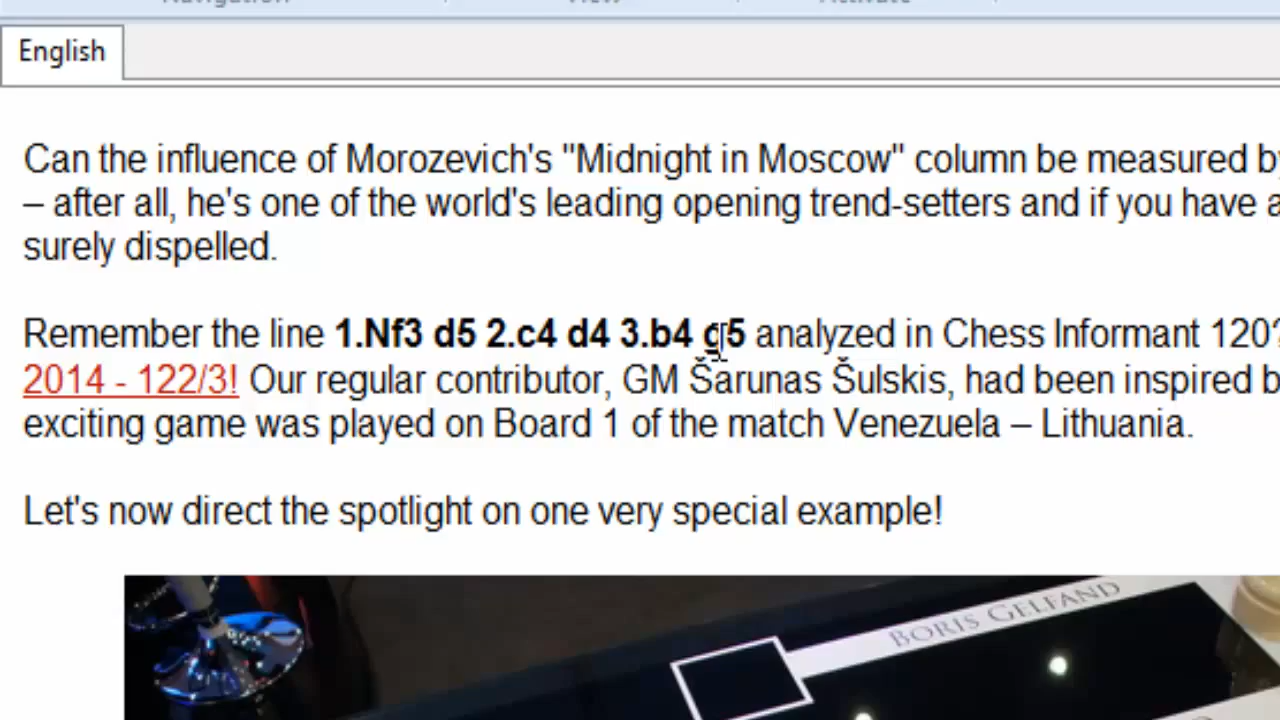 English
Can the influence of Morozevich's "Midnight in Moscow" column be measured by
– after all, he's one of the world's leading opening trend-setters and if you have a
surely dispelled.
Remember the line 1.Nf3 d5 2.c4 d4 3.b4 g5 analyzed in Chess Informant 120?
2014 - 122/3! Our regular contributor, GM Šarunas Šulskis, had been inspired b
exciting game was played on Board 1 of the match Venezuela – Lithuania.
Let's now direct the spotlight on one very special example!
BORIS GELFAND